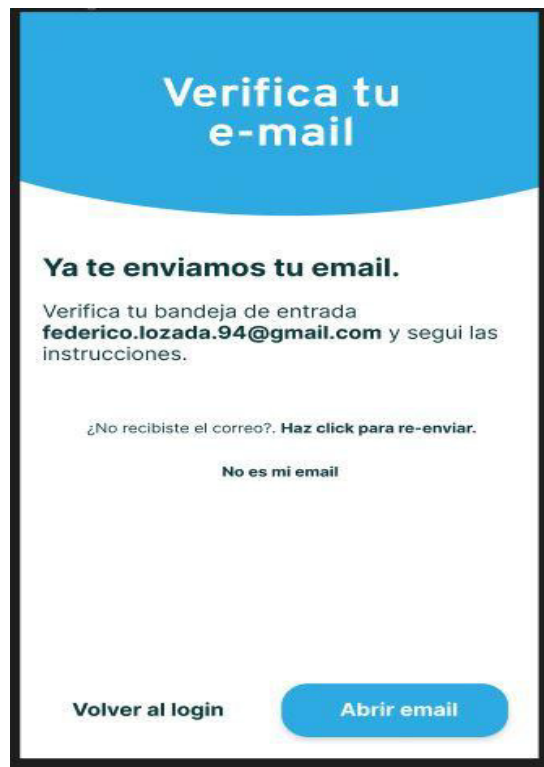 Verifica tu
e-mail
Ya te enviamos tu email.
Verifica tu bandeja de entrada
federico.lozada.94@gmail.com y segui las
instrucciones.
¿No recibiste el correo?. Haz click para re-enviar.
No es mi email
Volver al login
Abrir email